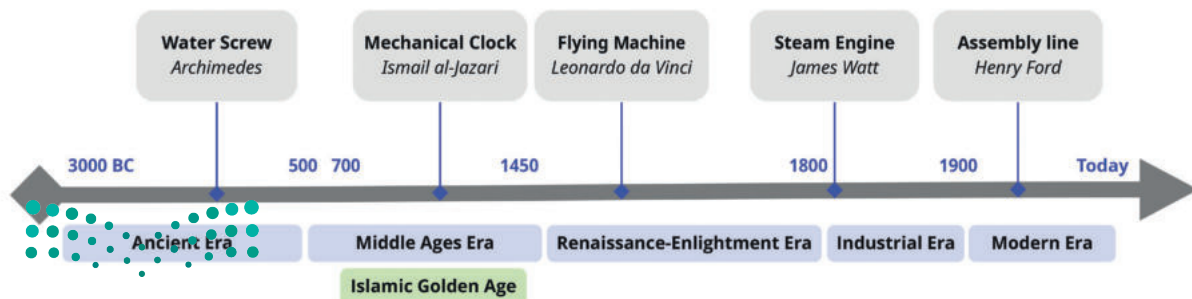 Water Screw
Archimedes
Mechanical Clock
Ismail al-Jazari
Flying Machine
Leonardo da Vinci
Steam Engine
James Watt
Assembly line
Henry Ford
3000 BC
500
700
1450
1800
1900
Today
Ancient Era
Middle Ages Era
Renaissance-Enlightment Era
Industrial Era
Modern Era
Islamic Golden Age